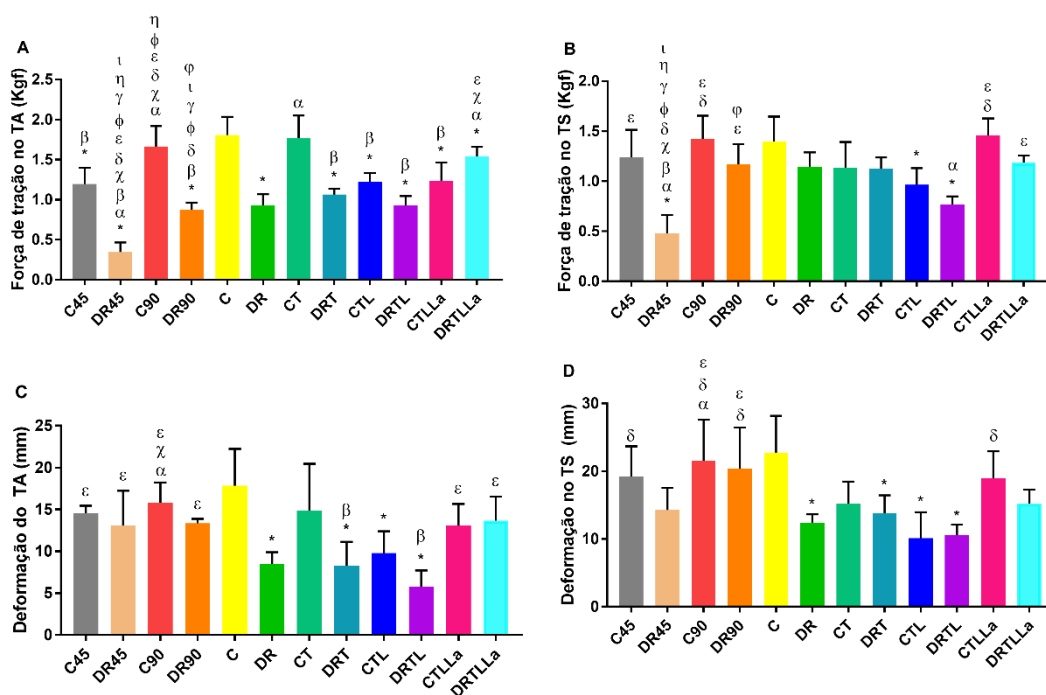 A
Força de tração no TA (Kgf)
2.5
2.0
1.5
1.0
0.5
0.0
β
*
ι
η
γ
ϕ
ε
δ
χ
β
α
*
η
ϕ
ε
δ
χ
α
φ
ι
γ
ϕ
δ
β
*
*
α
β
*
β
*
β
*
β
*
ε
χ
α
*
C45
DR45
C90
DR90
C
DR
CT
DRT
CTL
DRTL
CTLLa
DRTLLa
B
Força de tração no TS (Kgf)
2.0
1.5
1.0
0.5
0.0
ε
ι
η
γ
ϕ
δ
χ
β
α
*
ε
δ
φ
ε
*
α
*
ε
δ
ε
C45
DR45
C90
DR90
C
DR
CT
DRT
CTL
DRTL
CTLLa
DRTLLa
C
Deformação do TA (mm)
25
20
15
10
5
0
ε
ε
ε
χ
α
ε
*
β
*
*
β
*
ε
ε
C45
DR45
C90
DR90
C
DR
CT
DRT
CTL
DRTL
CTLLa
DRTLLa
D
Deformação no TS (mm)
30
20
10
0
δ
ε
δ
α
ε
δ
*
*
*
*
δ
C45
DR45
C90
DR90
C
DR
CT
DRT
CTL
DRTL
CTLLa
DRTLLa